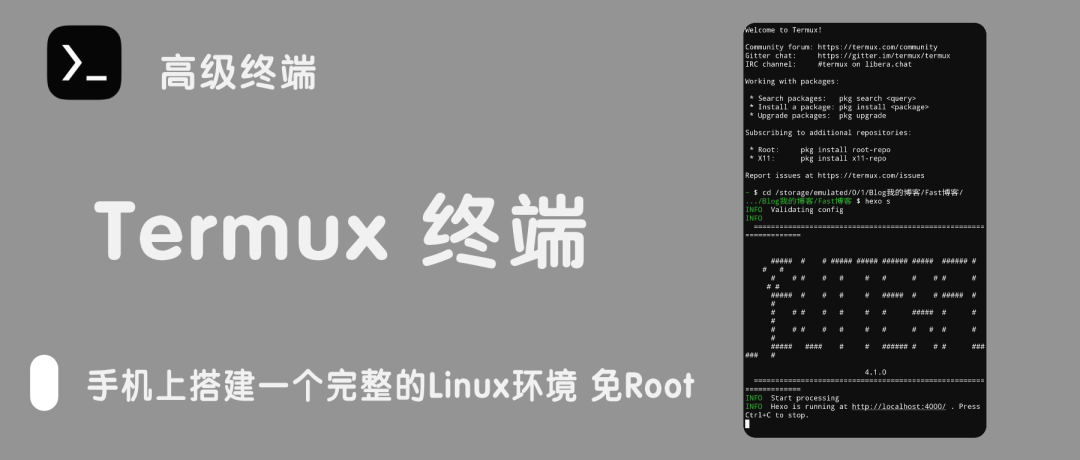 高级终端
Termux 终端
手机上搭建一个完整的Linux环境 免Root
Welcome to Termux!
Community forum: https://termux.com/community
Gitter chat:     https://gitter.im/termux/termux
IRC channel:     #termux on libera.chat
Working with packages:
 * Search packages:   pkg search <query>
 * Install a package: pkg install <package>
 * Upgrade packages:  pkg upgrade
Subscribing to additional repositories:
 * Root:     pkg install root-repo
 * X11:      pkg install x11-repo
Report issues at https://termux.com/issues
~ $ cd /storage/emulated/0/1/Blog我的博客/Fast博客/
.../Blog我的博客/Fast博客 $ hexo s
INFO  Validating config
INFO
4.1.0
INFO  Start processing
INFO  Hexo is running at http://localhost:4000/ . Press
Ctrl+C to stop.